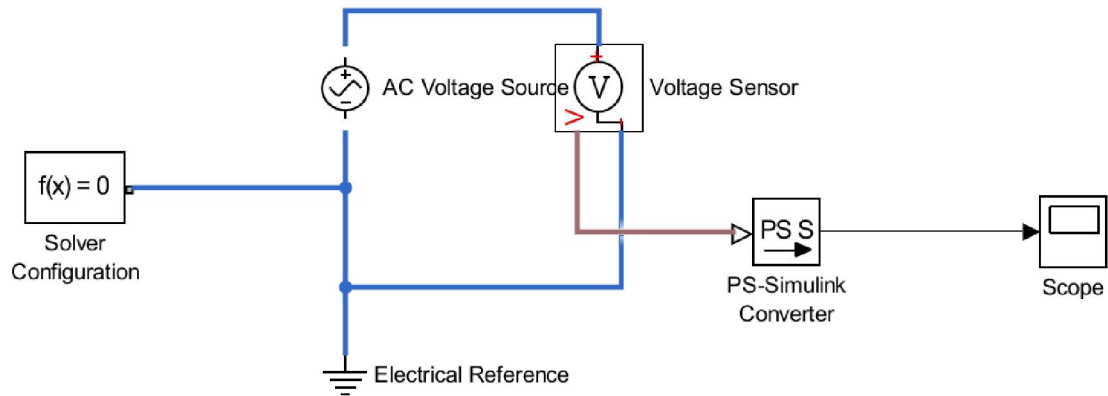 AC Voltage Source
V
Voltage Sensor
f(x) = 0
Solver
Configuration
PS S
PS-Simulink
Converter
Scope
Electrical Reference